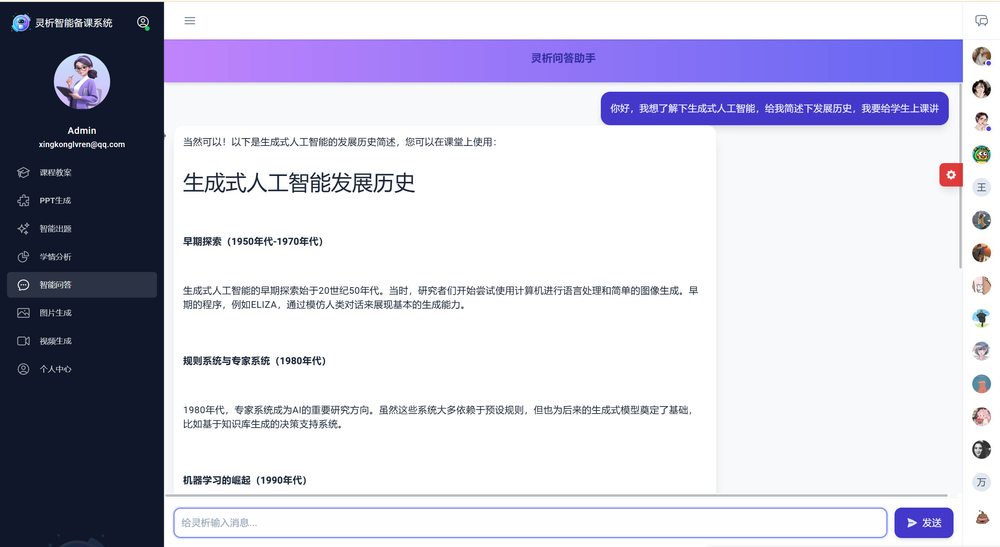 灵析智能备课系统
Admin
xingkonglvren@qq.com
课程教案
PPT生成
智能出题
学情分析
智能问答
图片生成
视频生成
个人中心
灵析问答助手
你好，我想了解下生成式人工智能，给我简述下发展历史，我要给学生上课讲
当然可以！以下是生成式人工智能的发展历史简述，您可以在课堂上使用：
生成式人工智能发展历史
早期探索（1950年代-1970年代）
生成式人工智能的早期探索始于20世纪50年代。当时，研究者们开始尝试使用计算机进行语言处理和简单的图像生成。早
期的程序，例如ELIZA，通过模仿人类对话来展现基本的生成能力。
规则系统与专家系统（1980年代）
1980年代，专家系统成为AI的重要研究方向。虽然这些系统大多依赖于预设规则，但也为后来的生成式模型奠定了基础，
比如基于知识库生成的决策支持系统。
机器学习的崛起（1990年代）
给灵析输入消息...
发送
王
万